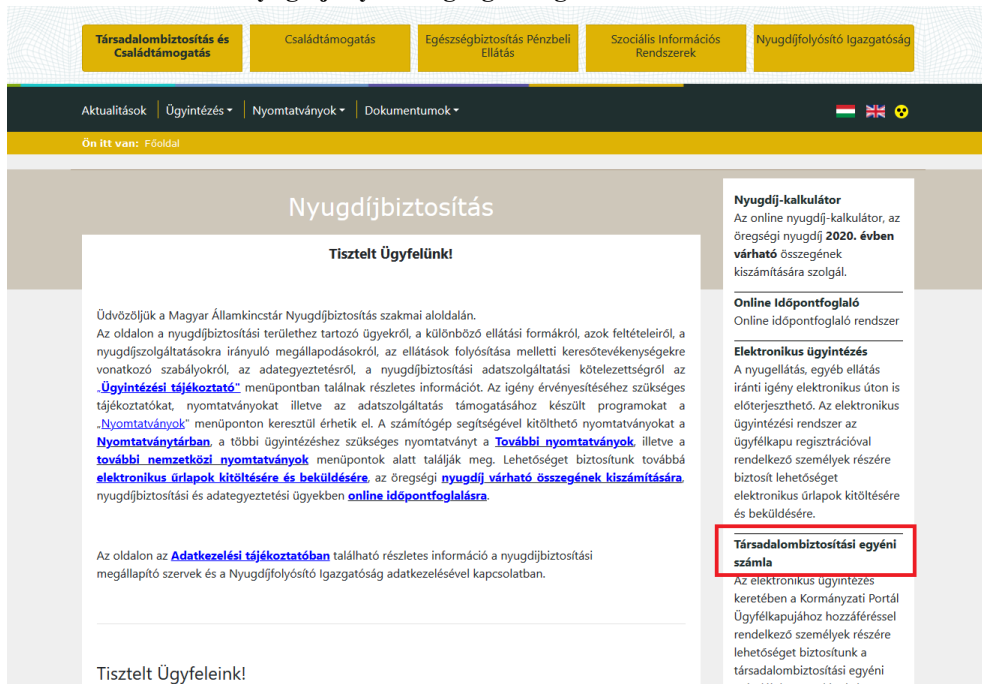 Társadalombiztosítás és
Családtámogatás
Családtámogatás
Egészségbiztosítás Pénzbeli
Ellátás
Szociális Információs
Rendszerek
Nyugdíjfolyósító Igazgatóság
Aktualitások
Ügyintézés
Nyomtatványok
Dokumentumok
Ön itt van: Főoldal
Nyugdíjbiztosítás
Tisztelt Ügyfelünk!
Üdvözöljük a Magyar Államkincstár Nyugdíjbiztosítás szakmai aloldalán.
Az oldalon a nyugdíjbiztosítási területhez tartozó ügyekről, a különböző ellátási formákról, azok feltételeiről, a
nyugdíjszolgáltatásokra irányuló megállapodásokról, az ellátások folyósítása melletti keresőtevékenységekre
vonatkozó szabályokról, az adategyeztetésről, a nyugdíjbiztosítási adatszolgáltatási kötelezettségről az
„Ügyintézési tájékoztató" menüpontban találnak részletes információt. Az igény érvényesítéséhez szükséges
tájékoztatókat, nyomtatványokat illetve az adatszolgáltatás támogatásához készült programokat a
„Nyomtatványok" menüponton keresztül érhetik el. A számítógép segítségével kitölthető nyomtatványokat a
Nyomtatványtárban, a többi ügyintézéshez szükséges nyomtatványt a További nyomtatványok, illetve a
további nemzetközi nyomtatványok menüpontok alatt találják meg. Lehetőséget biztosítunk továbbá
elektronikus űrlapok kitöltésére és beküldésére, az öregségi nyugdíj várható összegének kiszámítására,
nyugdíjbiztosítási és adategyeztetési ügyekben online időpontfoglalásra.
Az oldalon az Adatkezelési tájékoztatóban található részletes információ a nyugdijbiztosítási
megállapító szervek és a Nyugdíjfolyósító Igazgatóság adatkezelésével kapcsolatban.
Tisztelt Ügyfeleink!
Nyugdíj-kalkulátor
Az online nyugdíj-kalkulátor, az
öregségi nyugdíj 2020. évben
várható összegének
kiszámítására szolgál.
Online Időpontfoglaló
Online időpontfoglaló rendszer
Elektronikus ügyintézés
A nyugellátás, egyéb ellátás
iránti igény elektronikus úton is
előterjeszthető. Az elektronikus
ügyintézési rendszer az
ügyfélkapu regisztrációval
rendelkező személyek részére
biztosít lehetőséget
elektronikus űrlapok kitöltésére
és beküldésére.
Társadalombiztosítási egyéni
számla
Az elektronikus ügyintézés
keretében a Kormányzati Portál
Ügyfélkapujához hozzáféréssel
rendelkező személyek részére
lehetőséget biztosítunk a
társadalombiztosítási egyéni